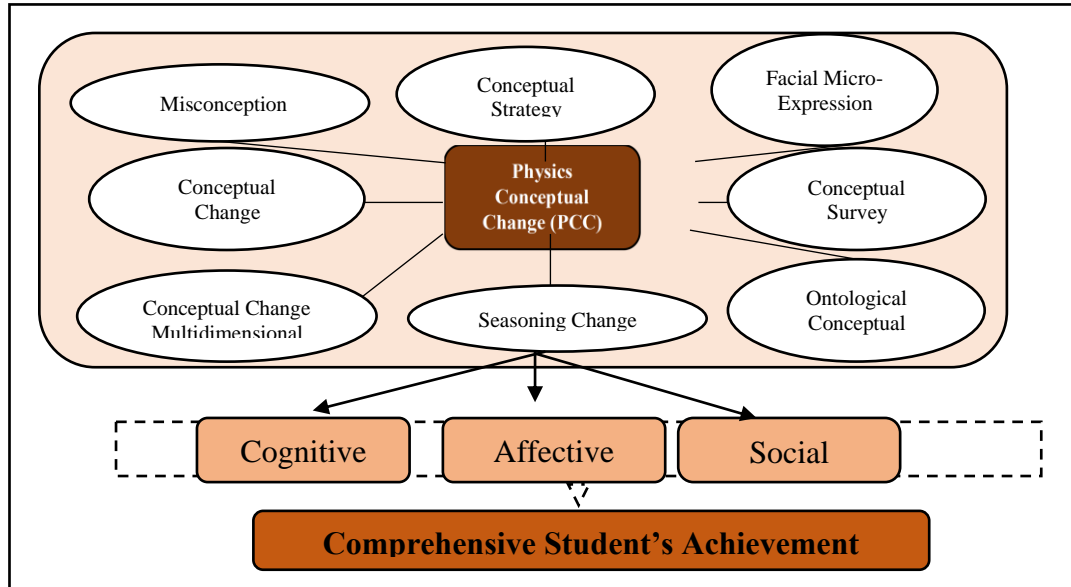 Misconception
Conceptual
Strategy
Facial Micro-
Expression
Physics
Conceptual
Change (PCC)
Conceptual
Change
Conceptual
Survey
Conceptual Change
Multidimensional
Seasoning Change
Ontological
Conceptual
Cognitive
Affective
Social
Comprehensive Student's Achievement